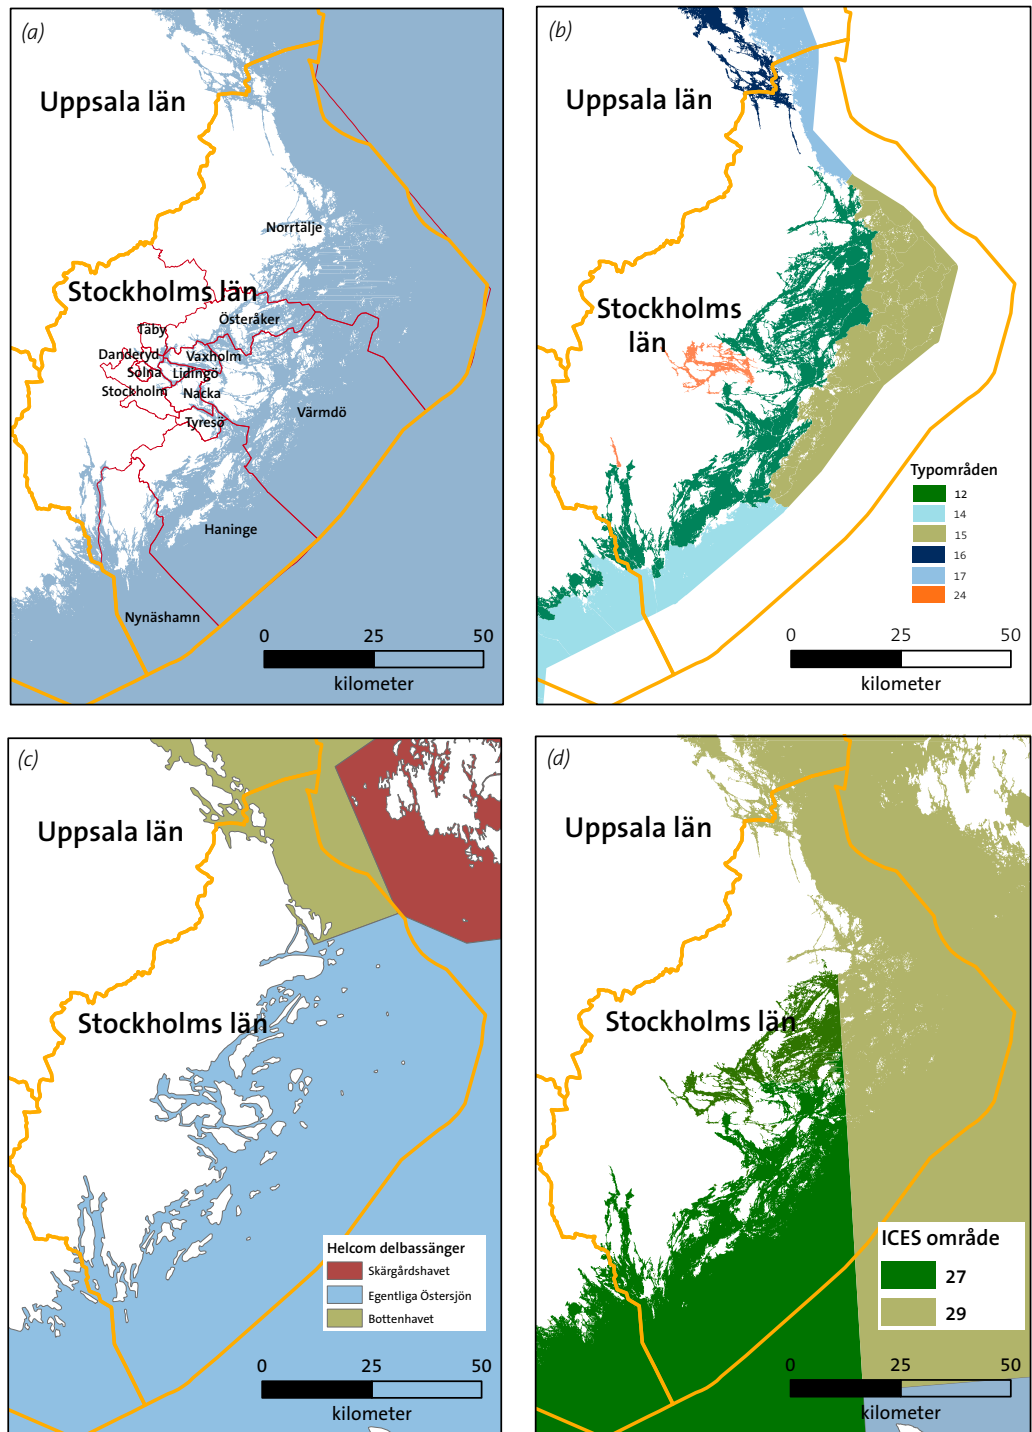 (a)
Uppsala län
Norrtälje
Stockholms län
Österåker
Täby
Danderyd
Vaxholm
Solna
Lidingö
Stockholm
Nacka
Värmdö
Tyresö
Haninge
Nynäshamn
0 25 50
kilometer
(b)
Uppsala län
Stockholms
län
Typområden
12
14
15
16
17
24
0 25 50
kilometer
(c)
Uppsala län
Stockholms län
Helcom delbassänger
Skärgårdshavet
Egentliga Östersjön
Bottenhavet
0 25 50
kilometer
(d)
Uppsala län
Stockholms län
ICES område
27
29
0 25 50
kilometer